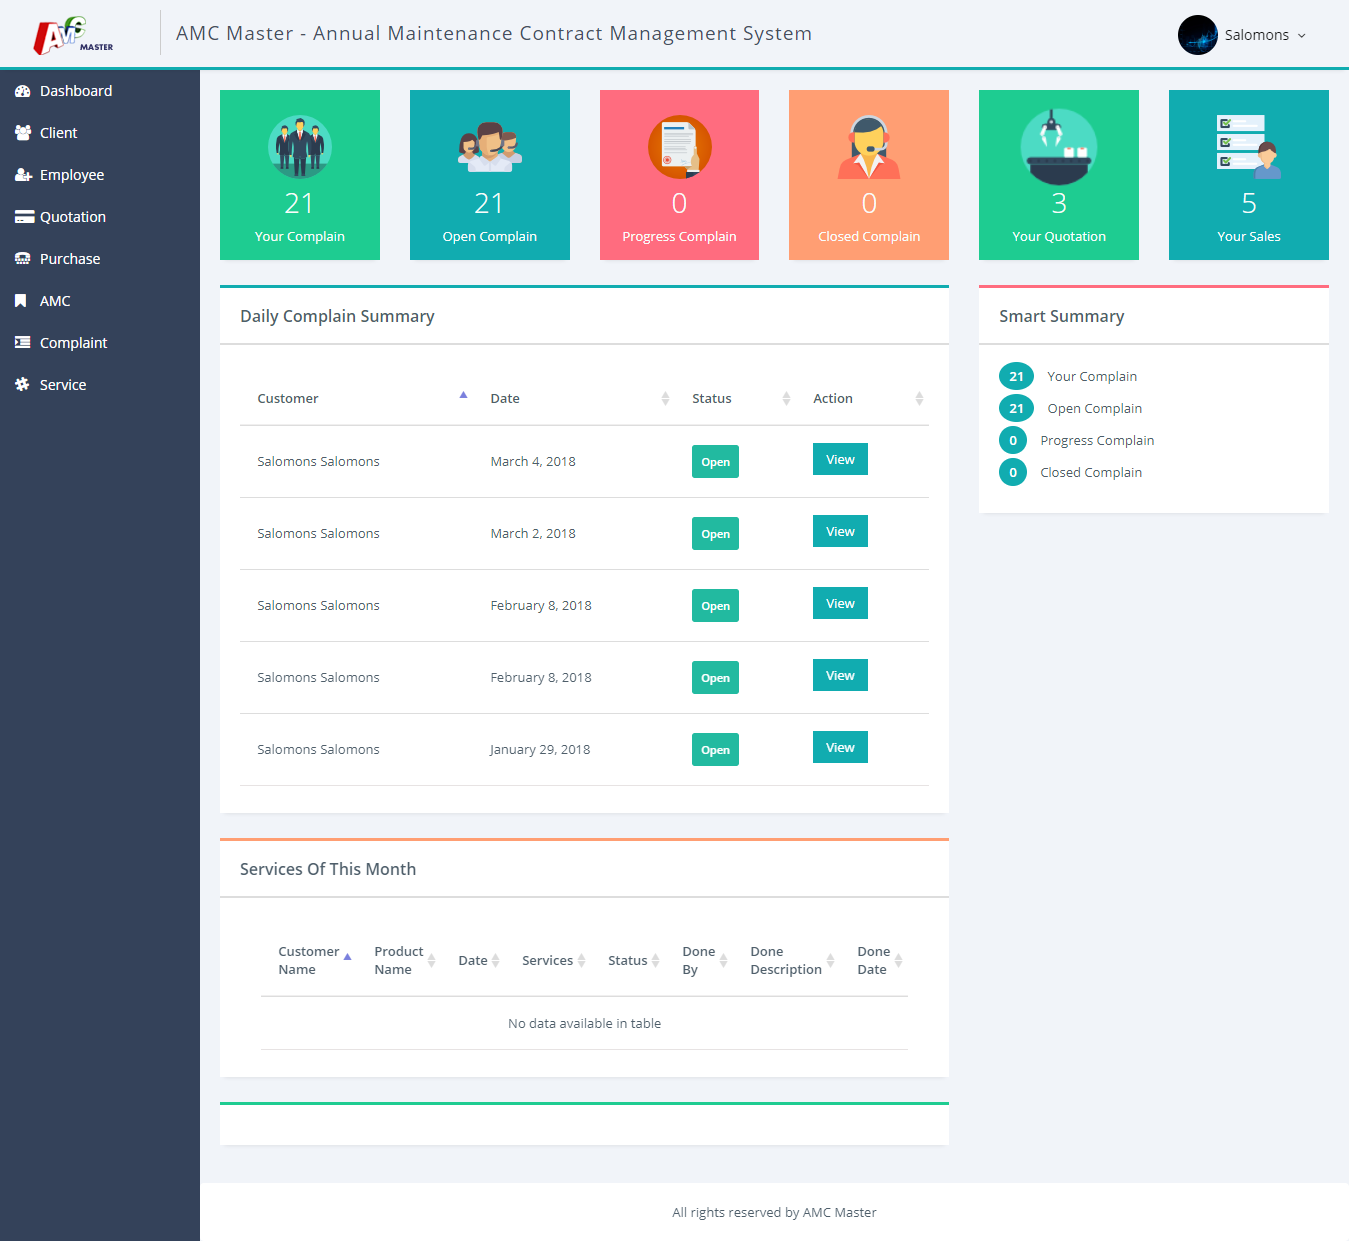 AMC MASTER
AMC Master - Annual Maintenance Contract Management System
Salomons
Dashboard
Client
Employee
Quotation
Purchase
AMC
Complaint
Service
21
Your Complain
21
Open Complain
0
Progress Complain
0
Closed Complain
3
Your Quotation
5
Your Sales
Daily Complain Summary
Customer Date Status Action
Salomons Salomons March 4, 2018 Open View
Salomons Salomons March 2, 2018 Open View
Salomons Salomons February 8, 2018 Open View
Salomons Salomons February 8, 2018 Open View
Salomons Salomons January 29, 2018 Open View
Smart Summary
21 Your Complain
21 Open Complain
0 Progress Complain
0 Closed Complain
Services Of This Month
Customer Name Product Name Date Services Status Done By Done Description Done Date
No data available in table
All rights reserved by AMC Master